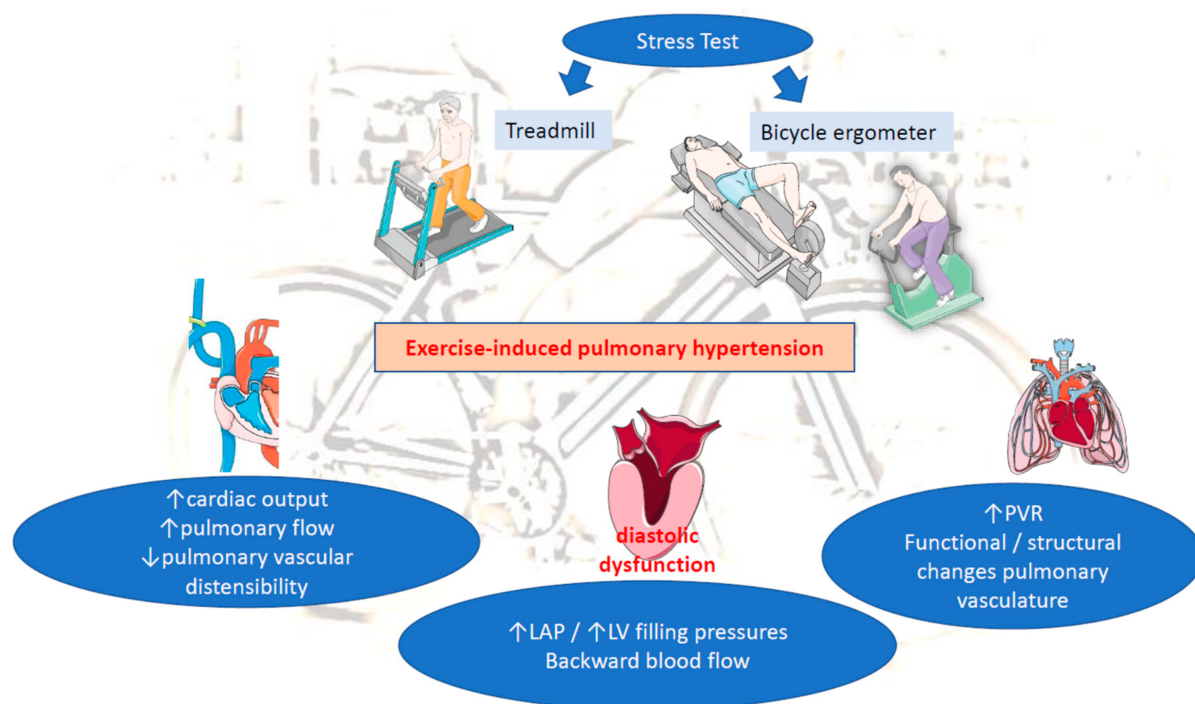 Stress Test
Treadmill
Bicycle ergometer
Exercise-induced pulmonary hypertension
↑cardiac output
↑pulmonary flow
↓pulmonary vascular
distensibility
diastolic
dysfunction
↑LAP / ↑LV filling pressures
Backward blood flow
↑PVR
Functional / structural
changes pulmonary
vasculature